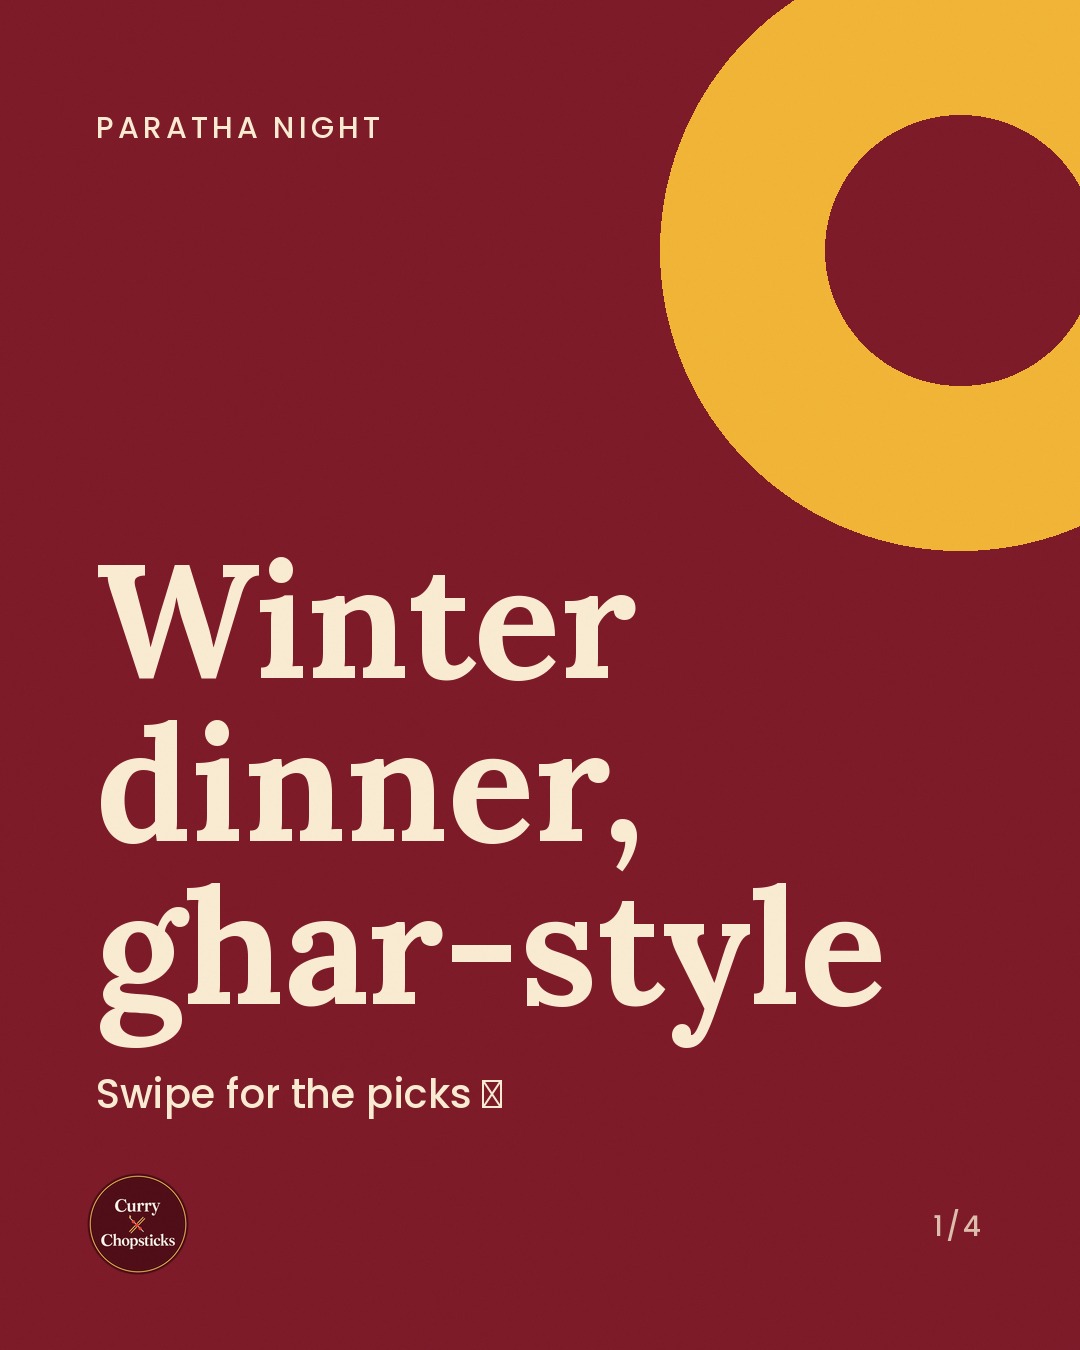 PARATHA NIGHT
Winter
dinner,
ghar-style
Swipe for the picks
Curry
Chopsticks
1/4